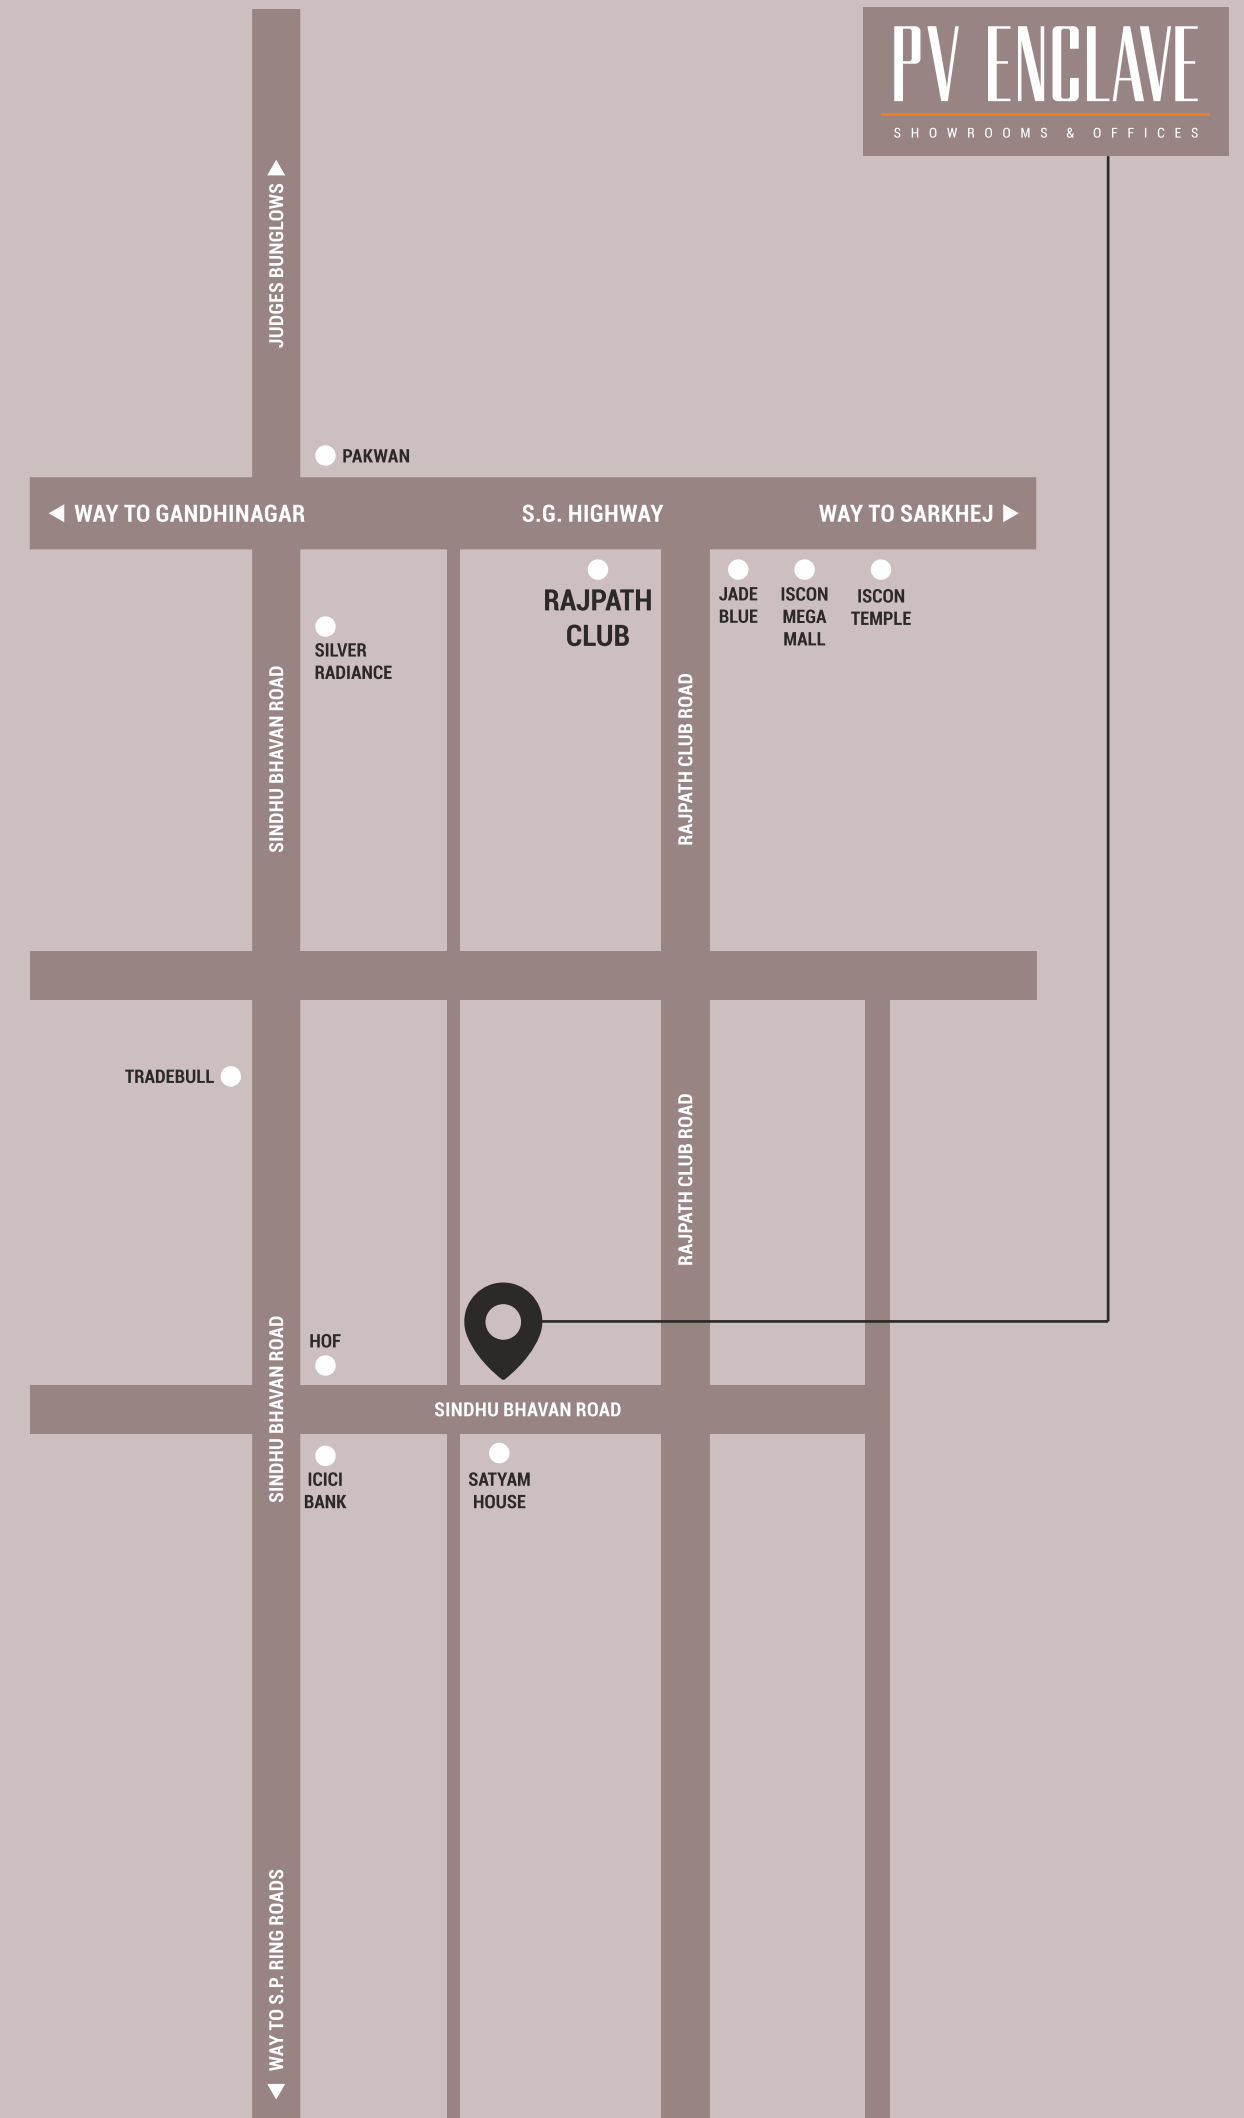 PV ENCLAVE
SHOWROOMS & OFFICES
JUDGES BUNGLOWS
PAKWAN
WAY TO GANDHINAGAR
S.G. HIGHWAY
WAY TO SARKHEJ
RAJPATH
CLUB
JADE
BLUE
ISCON
MEGA
MALL
ISCON
TEMPLE
SILVER
RADIANCE
SINDHU BHAVAN ROAD
RAJPATH CLUB ROAD
TRADEBULL
RAJPATH CLUB ROAD
HOF
SINDHU BHAVAN ROAD
SINDHU BHAVAN ROAD
ICICI
BANK
SATYAM
HOUSE
WAY TO S.P. RING ROADS